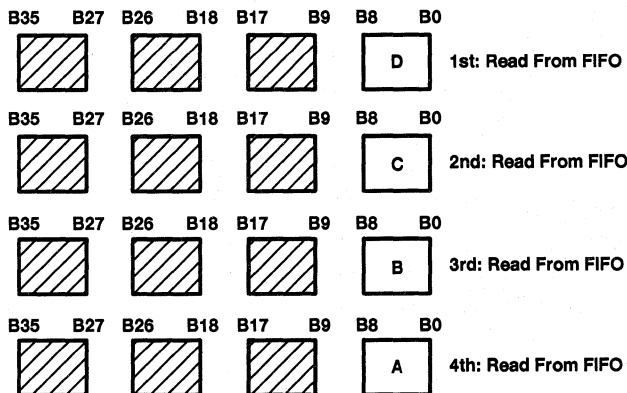 B35 B27 B26 B18 B17 B9 B8 B0
D 1st: Read From FIFO
B35 B27 B26 B18 B17 B9 B8 B0
C 2nd: Read From FIFO
B35 B27 B26 B18 B17 B9 B8 B0
B 3rd: Read From FIFO
B35 B27 B26 B18 B17 B9 B8 B0
A 4th: Read From FIFO